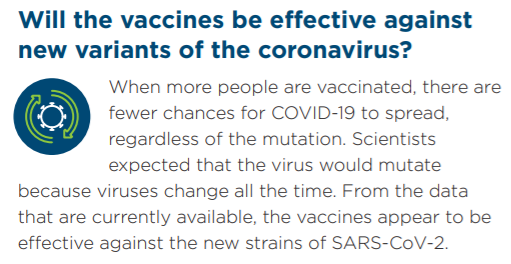 Will the vaccines be effective against
new variants of the coronavirus?
When more people are vaccinated, there are
fewer chances for COVID-19 to spread,
regardless of the mutation. Scientists
expected that the virus would mutate
because viruses change all the time. From the data
that are currently available, the vaccines appear to be
effective against the new strains of SARS-CoV-2.